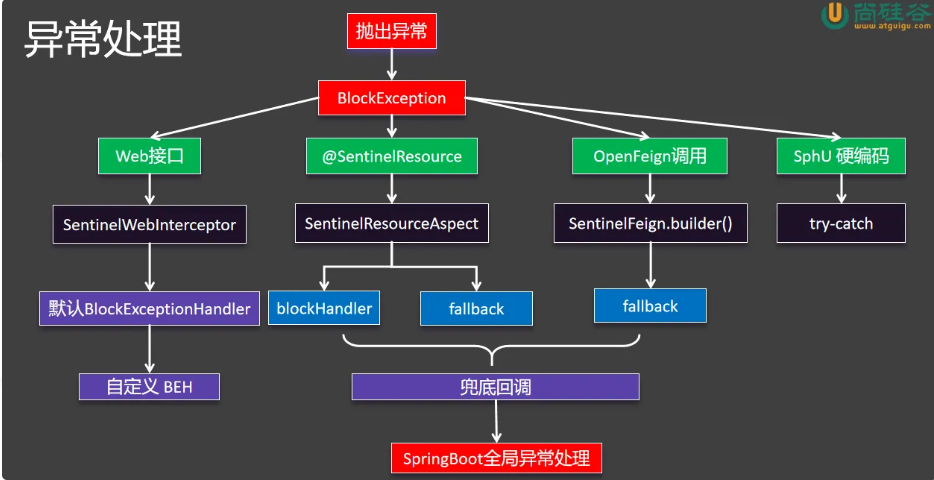 异常处理
抛出异常
尚硅谷
www.atguigu.com
BlockException
Web接口
@SentinelResource
OpenFeign调用
SphU 硬编码
SentinelWebInterceptor
SentinelResourceAspect
SentinelFeign.builder()
try-catch
默认BlockExceptionHandler
blockHandler
fallback
fallback
自定义 BEH
兜底回调
SpringBoot全局异常处理